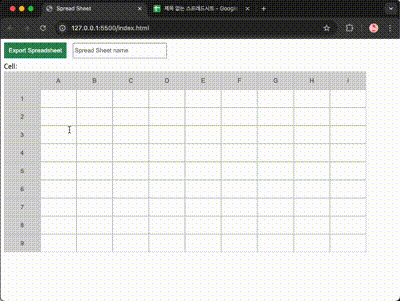 Spread Sheet
제목 없는 스프레드시트 - Google
127.0.0.1:5500/index.html
Export Spreadsheet
Spread Sheet name
Cell:
A B C D E F G H I
1
2
3
4
5
6
7
8
9